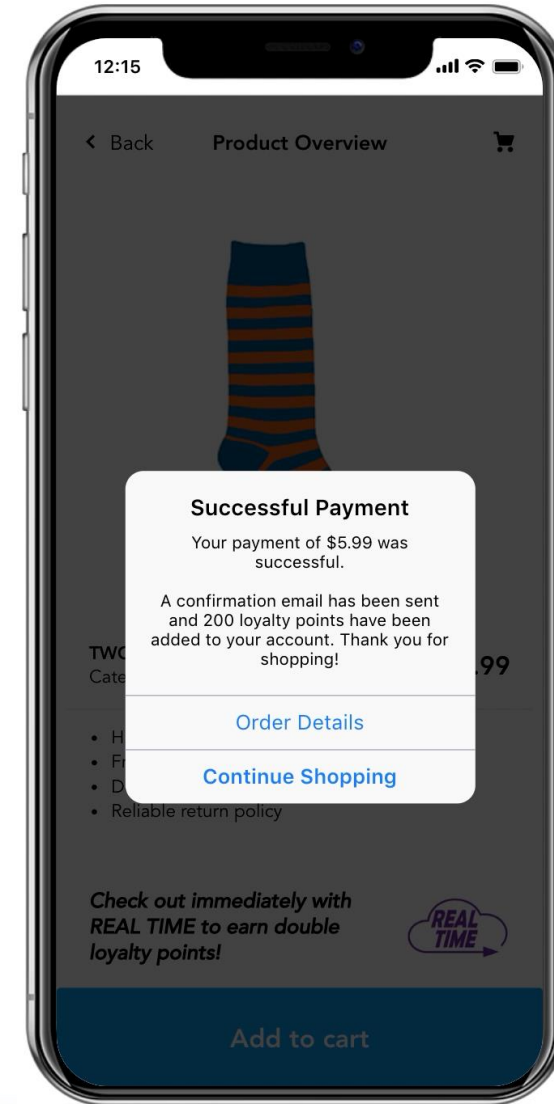 12:15
Back Product Overview
Successful Payment
Your payment of $5.99 was
successful.
A confirmation email has been sent
and 200 loyalty points have been
added to your account. Thank you for
shopping!
.99
Order Details
Continue Shopping
• Reliable return policy
Check out immediately with
REAL TIME to earn double
loyalty points!
REAL
TIME
Add to cart